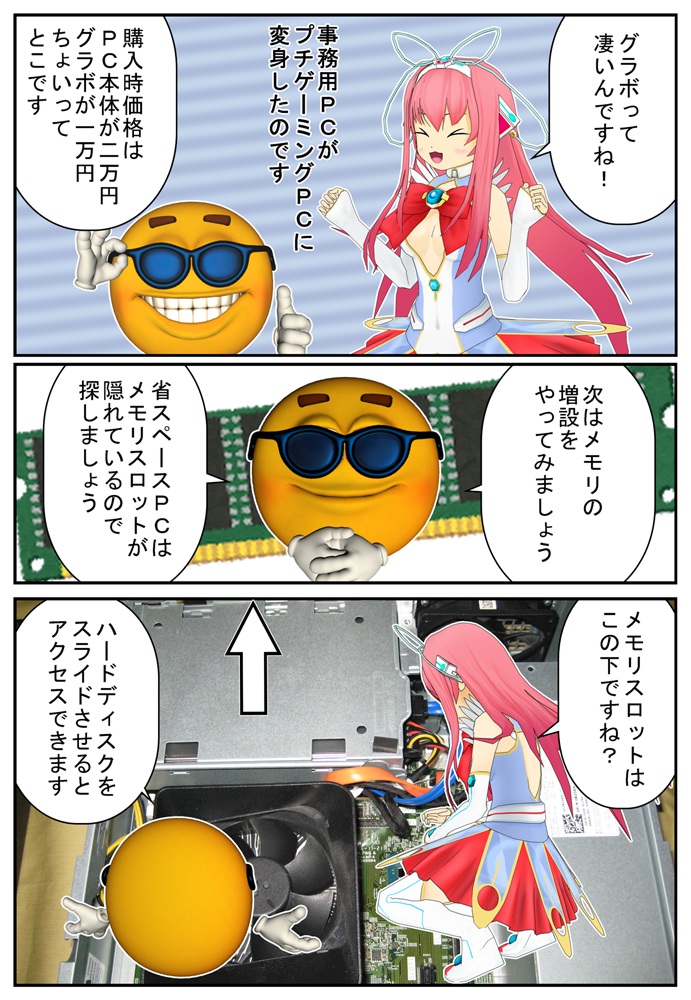 グラボって
凄いんですね！
事務用ＰＣが
プチゲーミングＰＣに
変身したのです
購入時価格は
ＰＣ本体が二万円
グラボが一万円
ちょいって
とこです
次はメモリの
増設を
やってみましょう
省スペースＰＣは
メモリスロットが
隠れているので
探しましょう
メモリスロットは
この下ですね？
ハードディスクを
スライドさせると
アクセスできます